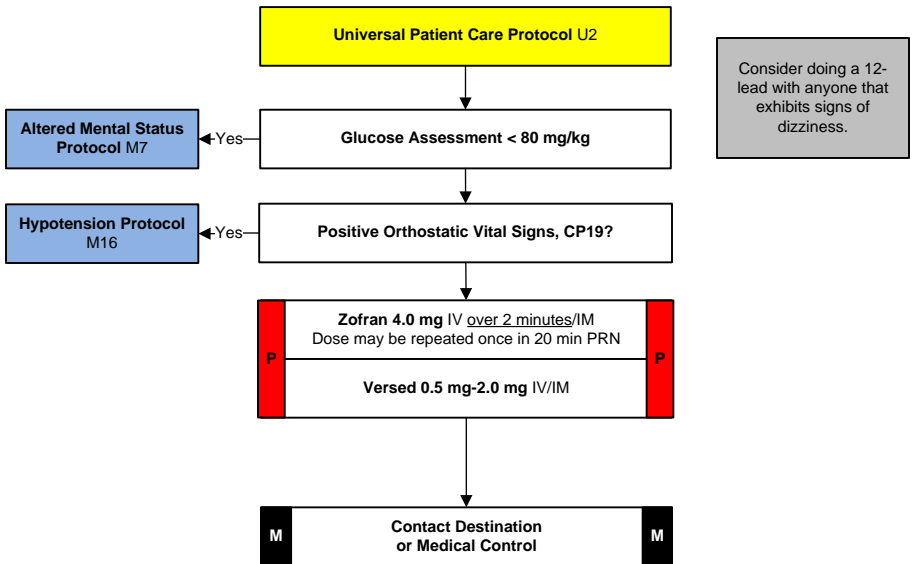 Universal Patient Care Protocol U2
Consider doing a 12-
lead with anyone that
exhibits signs of
dizziness.
Altered Mental Status
Protocol M7
Yes
Glucose Assessment < 80 mg/kg
Hypotension Protocol
M16
Yes
Positive Orthostatic Vital Signs, CP19?
P
Zofran 4.0 mg IV over 2 minutes/IM
Dose may be repeated once in 20 min PRN
P
Versed 0.5 mg-2.0 mg IV/IM
M
Contact Destination
or Medical Control
M